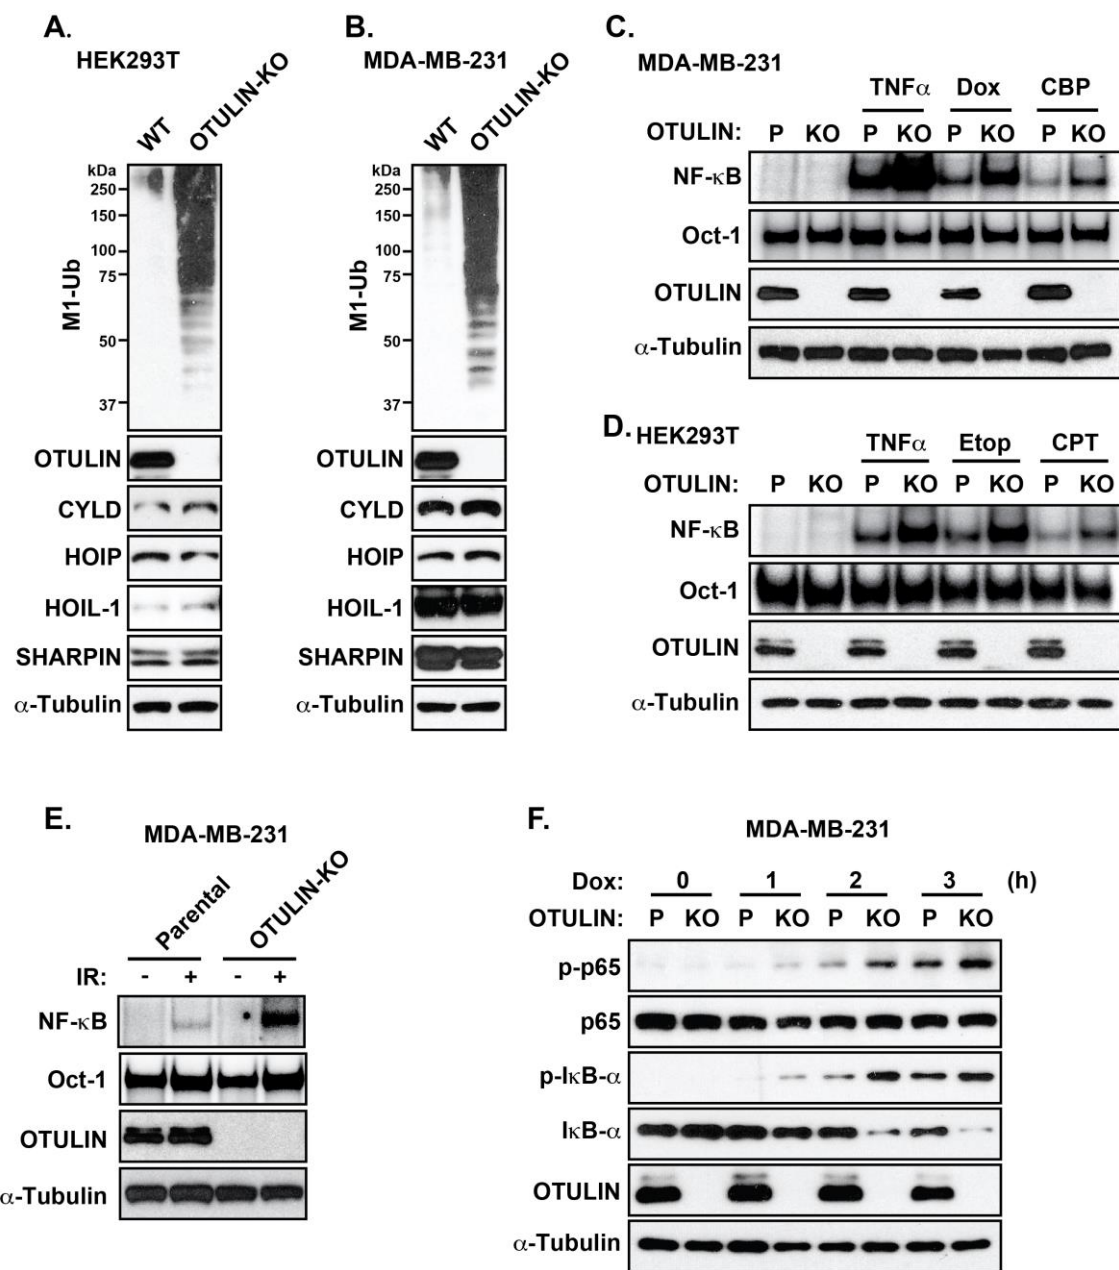 A.
HEK293T
WT
OTULIN-KO
kDa
250
150
100
75
50
37
M1-Ub
OTULIN
CYLD
HOIP
HOIL-1
SHARPIN
α-Tubulin
B.
MDA-MB-231
WT
OTULIN-KO
kDa
250
150
100
75
50
37
M1-Ub
OTULIN
CYLD
HOIP
HOIL-1
SHARPIN
α-Tubulin
C.
MDA-MB-231
TNFα Dox CBP
OTULIN: P KO P KO P KO P KO
NF-κB
Oct-1
OTULIN
α-Tubulin
D. HEK293T
TNFα Etop CPT
OTULIN: P KO P KO P KO P KO
NF-κB
Oct-1
OTULIN
α-Tubulin
E.
MDA-MB-231
Parental
OTULIN-KO
IR: - + - +
NF-κB
Oct-1
OTULIN
α-Tubulin
F.
MDA-MB-231
Dox: 0 1 2 3 (h)
OTULIN: P KO P KO P KO P KO
p-p65
p65
p-IκB-α
IκB-α
OTULIN
α-Tubulin